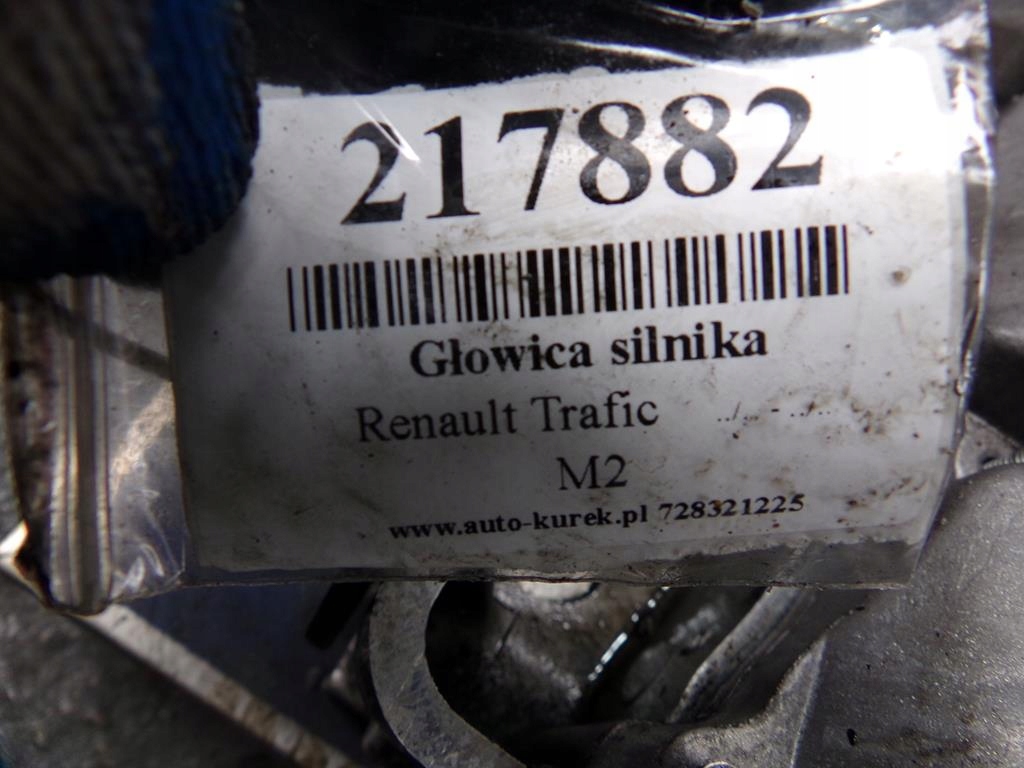 217882
Głowica silnika
Renault Trafic ../... - ../...
M2
www.auto-kurek.pl 728321225